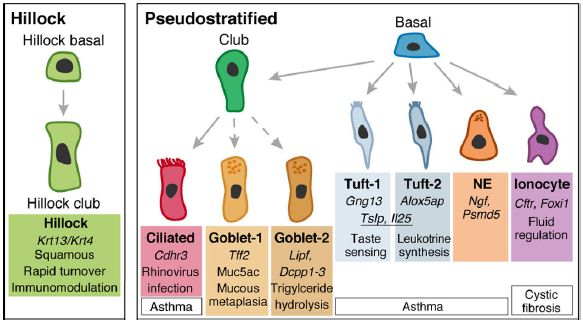 Hillock
Hillock basal
Hillock club
Hillock
Krt13/Krt4
Squamous
Rapid turnover
Immunomodulation
Pseudostratified
Basal
Club
Ciliated
Cdhr3
Rhinovirus
infection
Goblet-1
Tff2
Muc5ac
Mucous
metaplasia
Goblet-2
Lipf,
Dcpp1-3
Trigylceride
hydrolysis
Tuft-1
Gng13
Tuft-2
Alox5ap
Tslp, Il25
Taste
sensing
Leukotrine
synthesis
NE
Ngf,
Psmd5
Ionocyte
Cftr, Foxi1
Fluid
regulation
Asthma
Asthma
Cystic
fibrosis